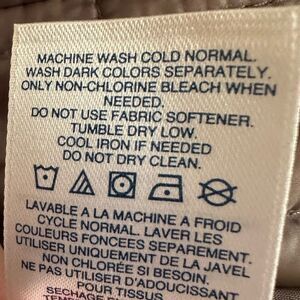 MACHINE WASH COLD NORMAL.
WASH DARK COLORS SEPARATELY.
ONLY NON-CHLORINE BLEACH WHEN
NEEDED.
DO NOT USE FABRIC SOFTENER.
TUMBLE DRY LOW.
COOL IRON IF NEEDED
DO NOT DRY CLEAN.
LAVABLE A LA MACHINE A FROID
CYCLE NORMAL. LAVER LES
COULEURS FONCEES SEPAREMENT.
UTILISER UNIQUEMENT DE LA JAVEL
NON CHLORÉE SI BESOIN.
NE PAS UTILISER D'ADOUCISSANT
POUR TISSUS.
SECHAGE